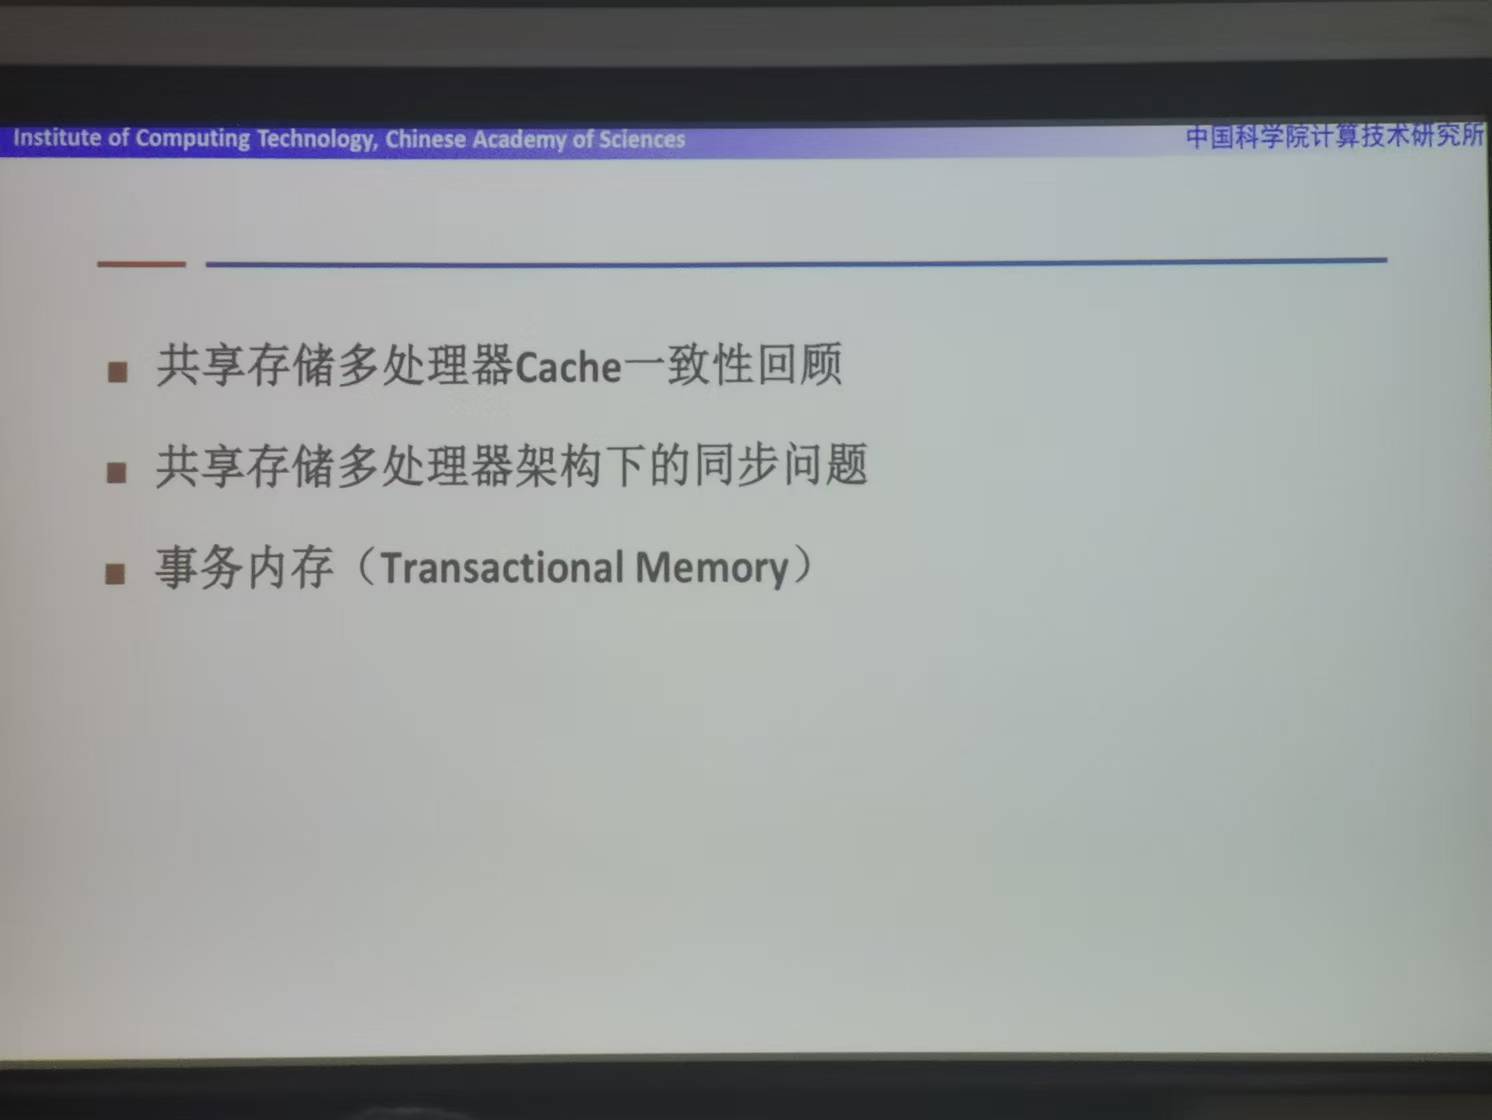 Institute of Computing Technology, Chinese Academy of Sciences
中国科学院计算技术研究所
共享存储多处理器Cache一致性回顾
共享存储多处理器架构下的同步问题
事务内存（Transactional Memory）